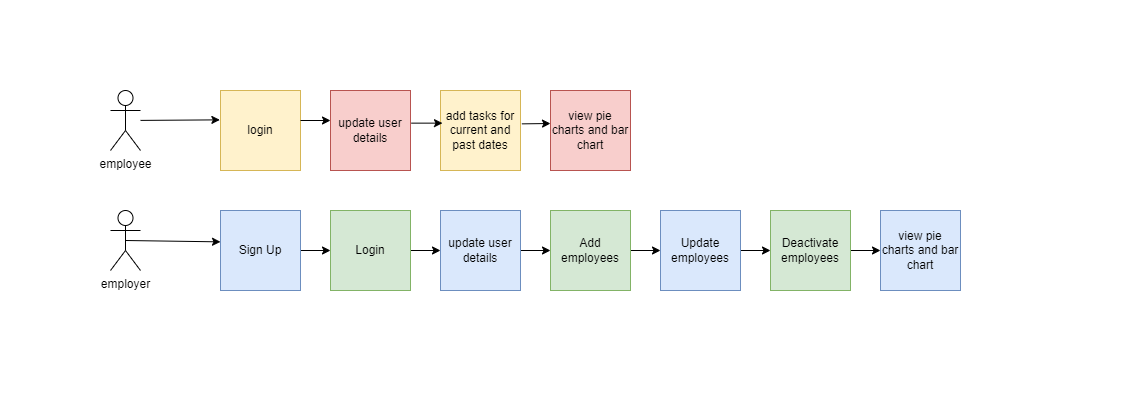 login
update user
details
add tasks for
current and
past dates
view pie
charts and bar
chart
employee
Sign Up
Login
update user
details
Add
employees
Update
employees
Deactivate
employees
view pie
charts and bar
chart
employer